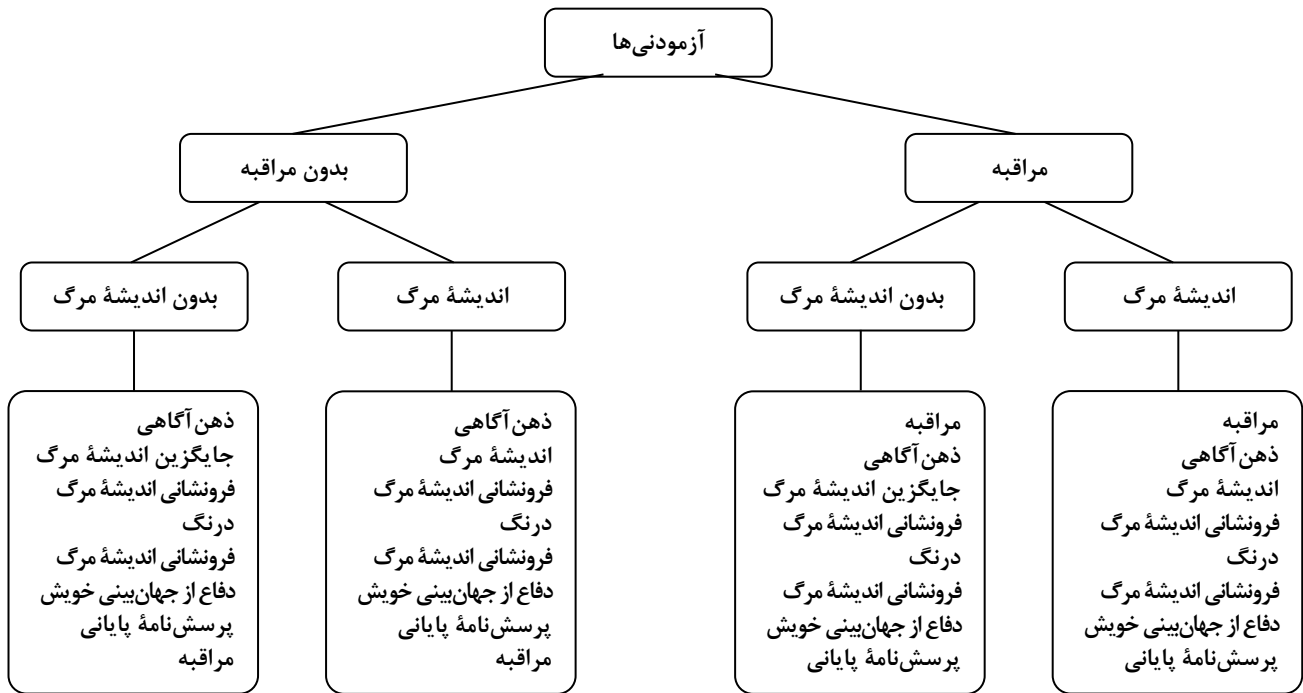 آزمودنی‌ها
مراقبه
بدون مراقبه
اندیشهٔ مرگ
بدون اندیشهٔ مرگ
اندیشهٔ مرگ
بدون اندیشهٔ مرگ
مراقبه
ذهن‌آگاهی
اندیشهٔ مرگ
فرونشانی اندیشهٔ مرگ
درنگ
فرونشانی اندیشهٔ مرگ
دفاع از جهان‌بینی خویش
پرسش‌نامهٔ پایانی
مراقبه
ذهن‌آگاهی
جایگزین اندیشهٔ مرگ
فرونشانی اندیشهٔ مرگ
درنگ
فرونشانی اندیشهٔ مرگ
دفاع از جهان‌بینی خویش
پرسش‌نامهٔ پایانی
ذهن‌آگاهی
اندیشهٔ مرگ
فرونشانی اندیشهٔ مرگ
درنگ
فرونشانی اندیشهٔ مرگ
دفاع از جهان‌بینی خویش
پرسش‌نامهٔ پایانی
مراقبه
ذهن‌آگاهی
جایگزین اندیشهٔ مرگ
فرونشانی اندیشهٔ مرگ
درنگ
فرونشانی اندیشهٔ مرگ
دفاع از جهان‌بینی خویش
پرسش‌نامهٔ پایانی
مراقبه